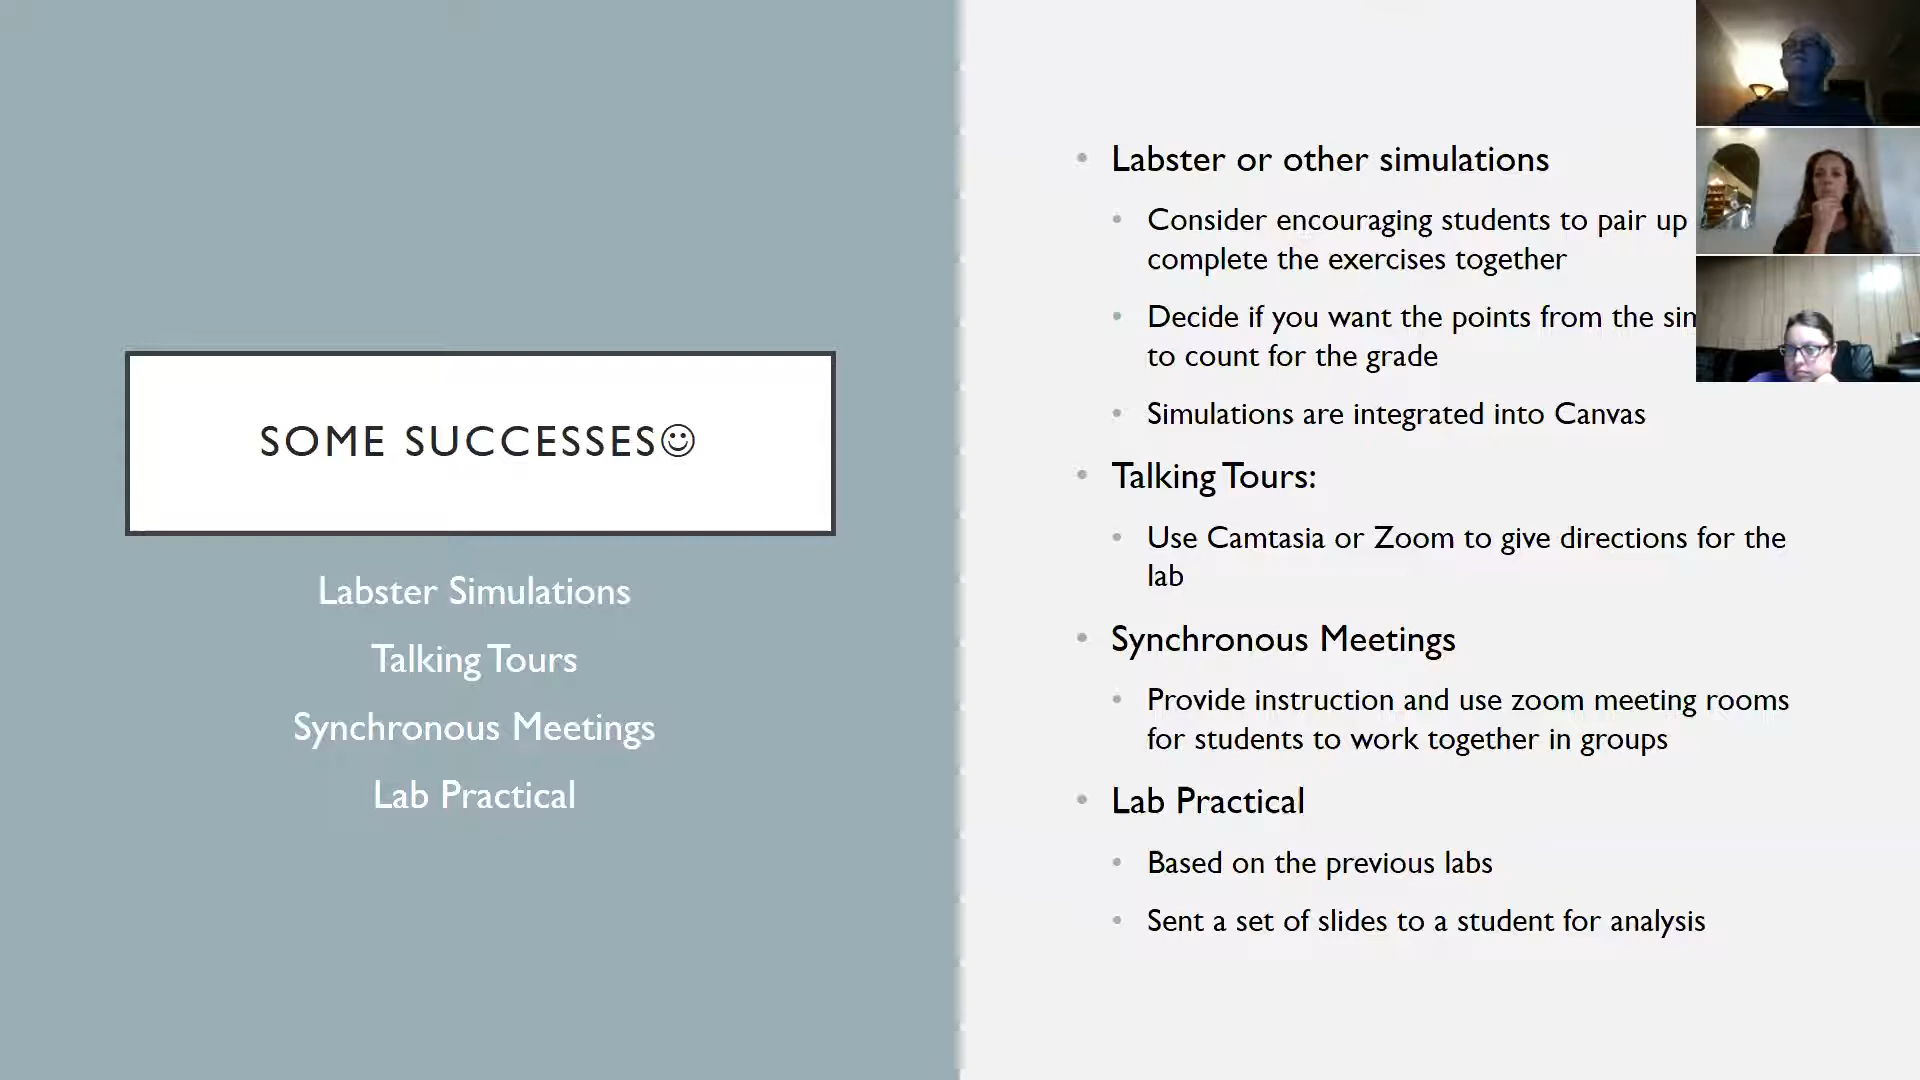 SOME SUCCESSES☺
Labster Simulations
Talking Tours
Synchronous Meetings
Lab Practical
• Labster or other simulations
• Consider encouraging students to pair up
complete the exercises together
• Decide if you want the points from the
to count for the grade
• Simulations are integrated into Canvas
• Talking Tours:
• Use Camtasia or Zoom to give directions for the
lab
• Synchronous Meetings
• Provide instruction and use zoom meeting rooms
for students to work together in groups
• Lab Practical
• Based on the previous labs
• Sent a set of slides to a student for analysis